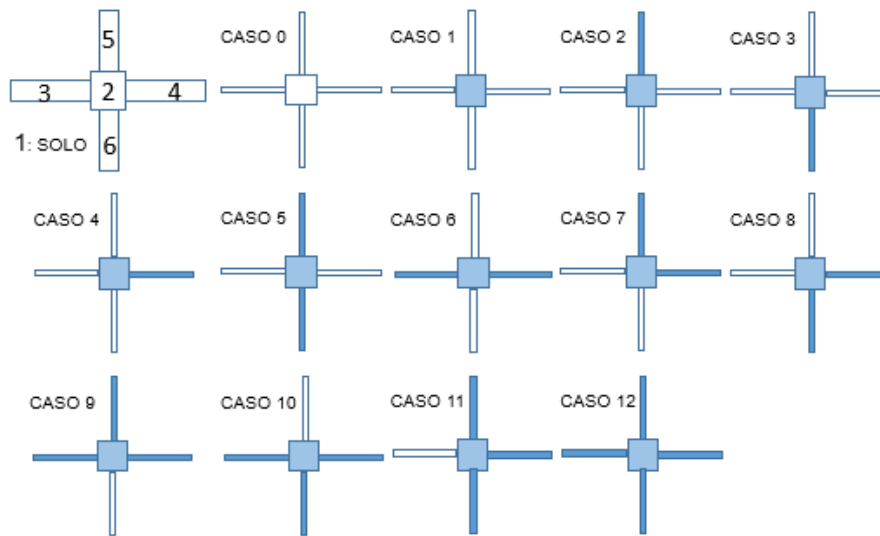 5
CASO 0
CASO 1
CASO 2
CASO 3
3 2 4
1: SOLO
6
CASO 4
CASO 5
CASO 6
CASO 7
CASO 8
CASO 9
CASO 10
CASO 11
CASO 12